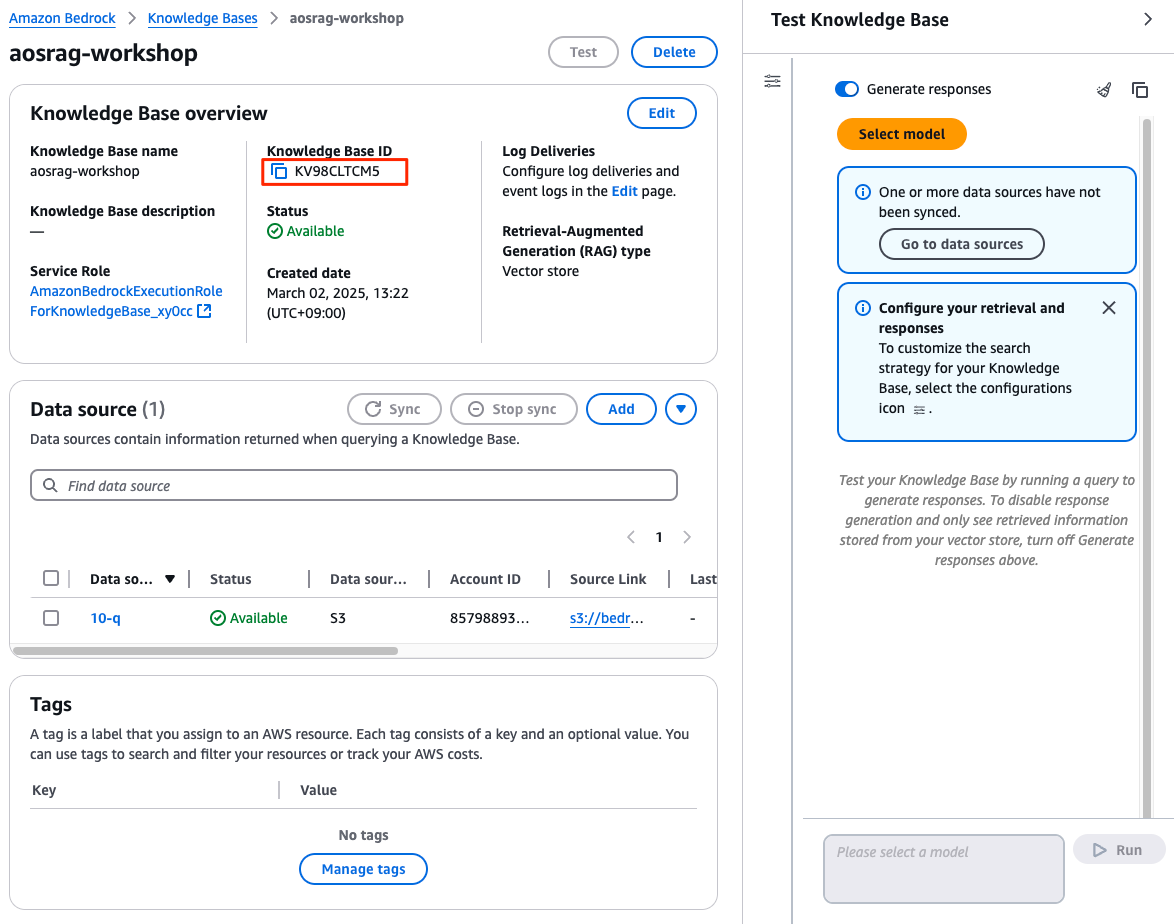 Amazon Bedrock > Knowledge Bases > aosrag-workshop
aosrag-workshop
Test
Delete
Knowledge Base overview
Edit
Knowledge Base name
aosrag-workshop
Knowledge Base description
—
Service Role
AmazonBedrockExecutionRole
ForKnowledgeBase_xy0cc
Knowledge Base ID
KV98CLTCM5
Status
Available
Created date
March 02, 2025, 13:22
(UTC+09:00)
Log Deliveries
Configure log deliveries and
event logs in the Edit page.
Retrieval-Augmented
Generation (RAG) type
Vector store
Data source (1)
Sync
Stop sync
Add
Data sources contain information returned when querying a Knowledge Base.
Find data source
1
Data so...
Status
Data sour...
Account ID
Source Link
Last
10-q
Available
S3
85798893...
s3://bedr...
-
Tags
A tag is a label that you assign to an AWS resource. Each tag consists of a key and an optional value. You
can use tags to search and filter your resources or track your AWS costs.
Key
Value
No tags
Manage tags
Test Knowledge Base
Generate responses
Select model
One or more data sources have not
been synced.
Go to data sources
Configure your retrieval and
responses
To customize the search
strategy for your Knowledge
Base, select the configurations
icon .
Test your Knowledge Base by running a query to
generate responses. To disable response
generation and only see retrieved information
stored from your vector store, turn off Generate
responses above.
Please select a model
Run